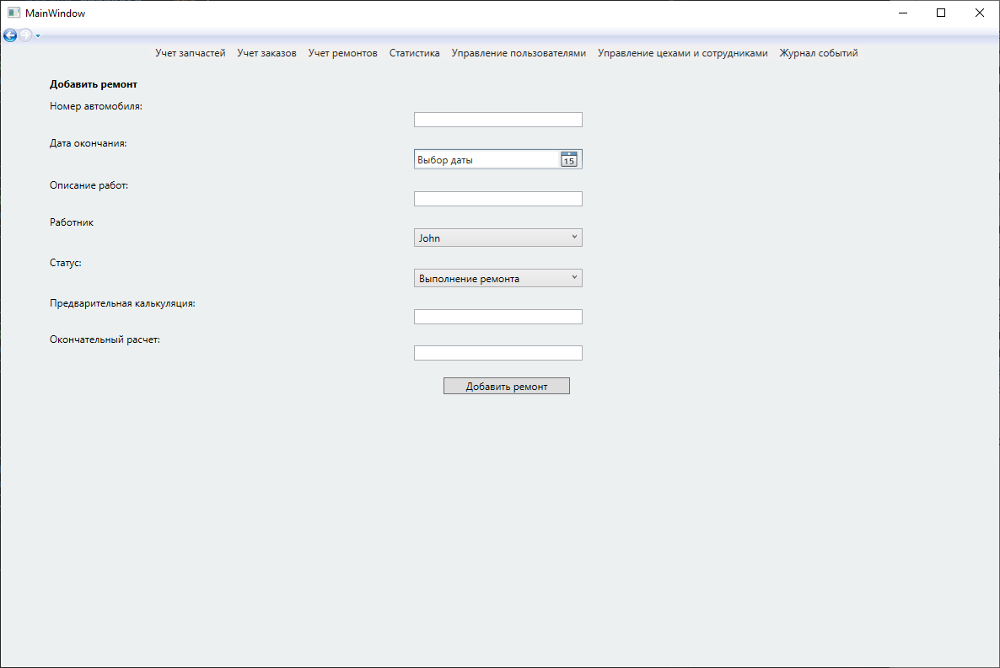 MainWindow
Учет запчастей Учет заказов Учет ремонтов Статистика Управление пользователями Управление цехами и сотрудниками Журнал событий
Добавить ремонт
Номер автомобиля:
Дата окончания:
Выбор даты 15
Описание работ:
Работник
John
Статус:
Выполнение ремонта
Предварительная калькуляция:
Окончательный расчет:
Добавить ремонт